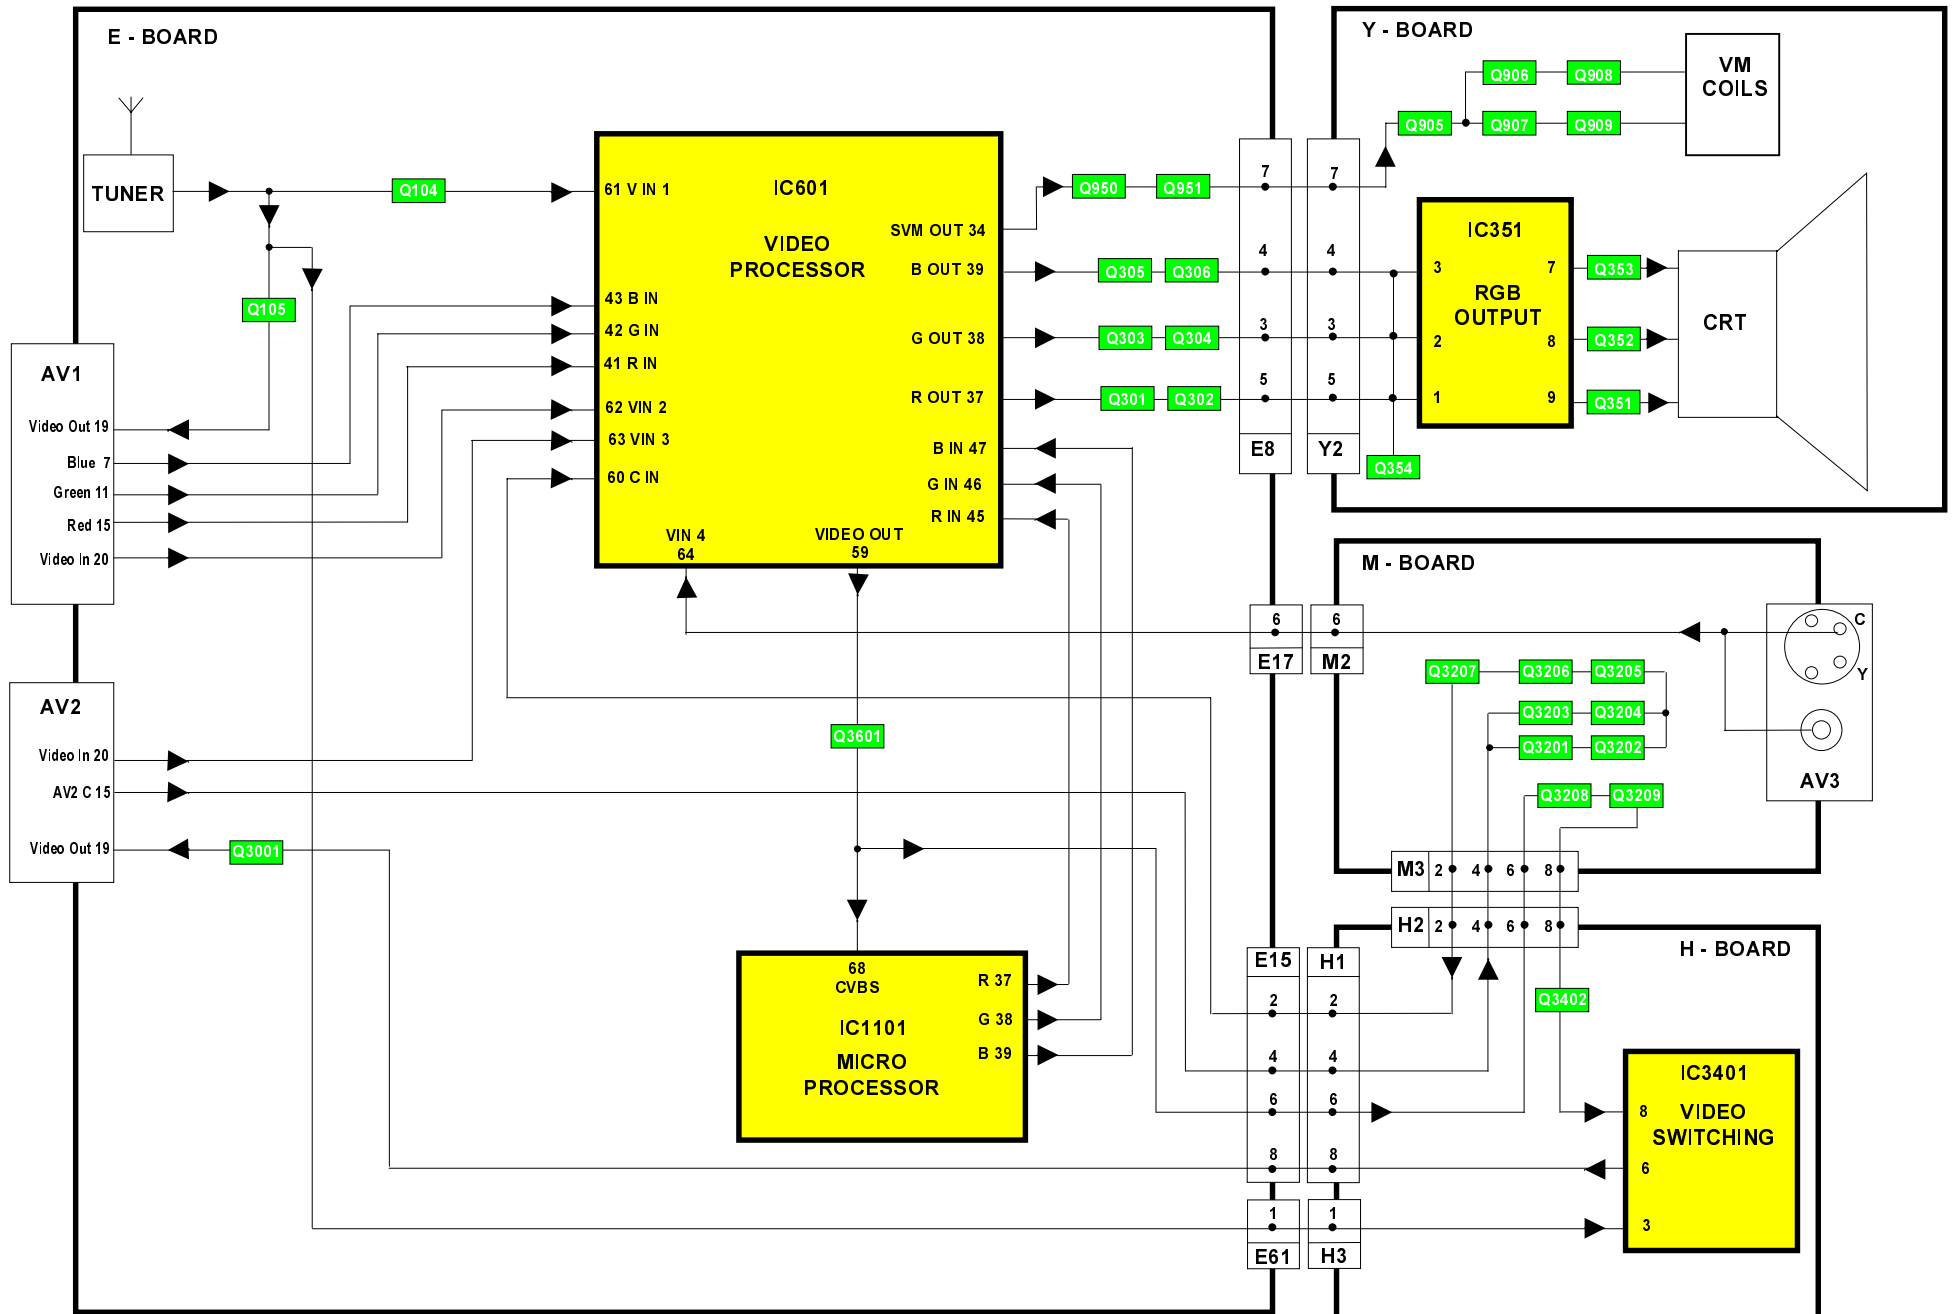 E - BOARD
TUNER
Q104
Q105
AV1
Video Out 19
Blue 7
Green 11
Red 15
Video In 20
AV2
Video In 20
AV2 C 15
Video Out 19
Q3001
61 V IN 1
43 B IN
42 G IN
41 R IN
62 VIN 2
63 VIN 3
60 C IN
IC601
VIDEO
PROCESSOR
SVM OUT 34
B OUT 39
G OUT 38
R OUT 37
B IN 47
G IN 46
R IN 45
VIN 4
64
VIDEO OUT
59
Q3601
68
CVBS
IC1101
MICRO
PROCESSOR
R 37
G 38
B 39
Q950
Q951
Q305
Q306
Q303
Q304
Q301
Q302
7
4
3
5
E8
7
4
3
5
Y2
Y - BOARD
Q905
Q906
Q908
Q907
Q909
VM
COILS
IC351
RGB
OUTPUT
3
2
1
7
8
9
Q353
Q352
Q351
Q354
CRT
6
E17
6
M2
M - BOARD
C
Y
AV3
Q3207
Q3206
Q3205
Q3203
Q3204
Q3201
Q3202
Q3208
Q3209
M3
2
4
6
8
H2
2
4
6
8
H - BOARD
E15
2
4
6
8
H1
2
4
6
8
1
E61
1
H3
Q3402
IC3401
VIDEO
SWITCHING
8
6
3